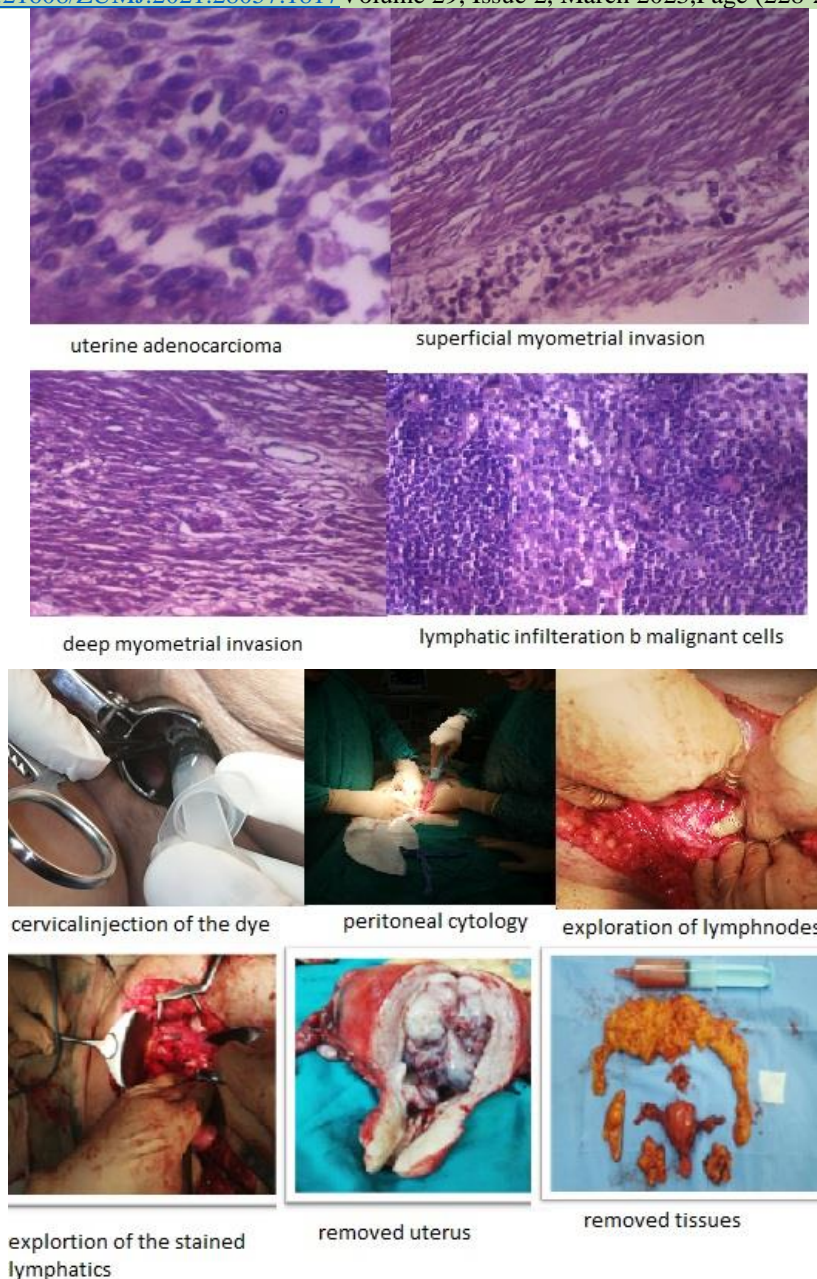 Volume 29, Issue 2, March 2023,Page (226-
uterine adenocarcioma
superficial myometrial invasion
deep myometrial invasion
lymphatic infilteration b malignant cells
cervicalinjection of the dye
peritoneal cytology
exploration of lymphnodes
explortion of the stained
lymphatics
removed uterus
removed tissues